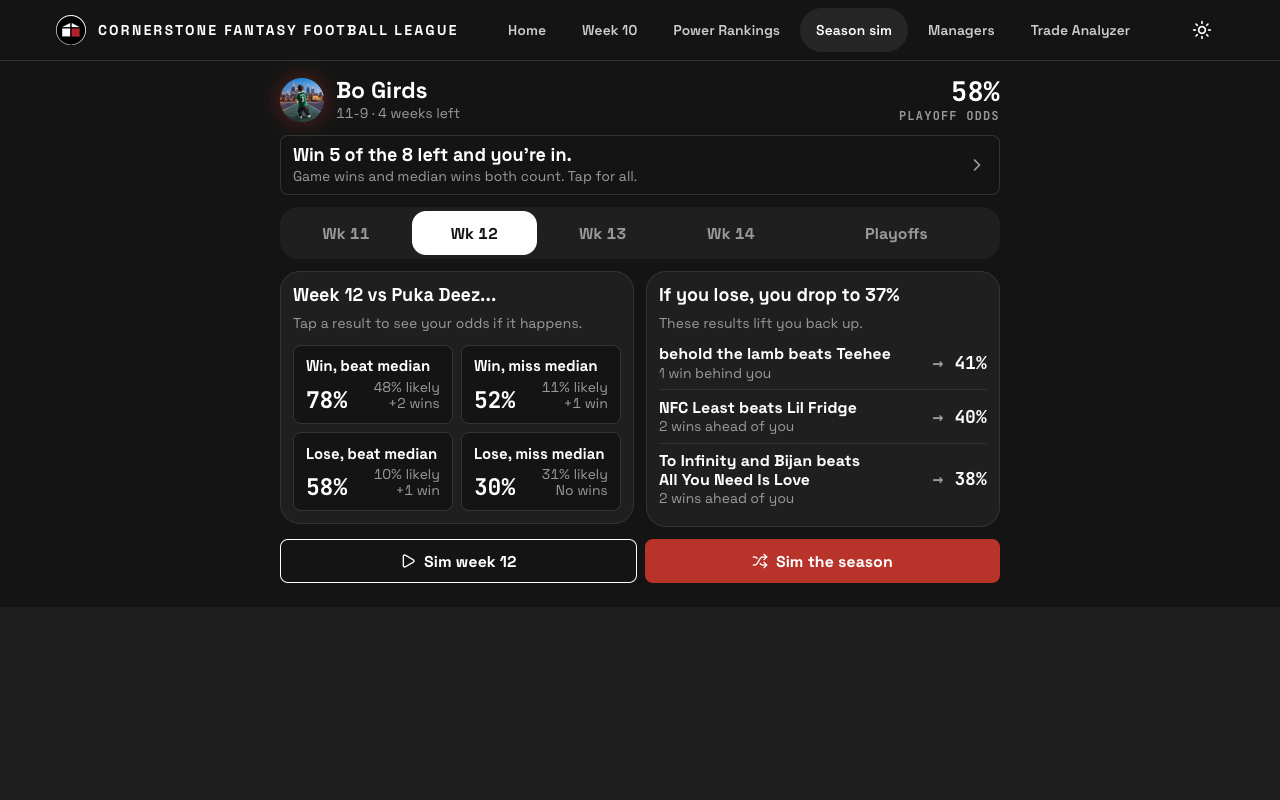 CORNERSTONE FANTASY FOOTBALL LEAGUE
Home
Week 10
Power Rankings
Season sim
Managers
Trade Analyzer
Bo Girds
11-9 · 4 weeks left
58%
PLAYOFF ODDS
Win 5 of the 8 left and you’re in.
Game wins and median wins both count. Tap for all.
Wk 11
Wk 12
Wk 13
Wk 14
Playoffs
Week 12 vs Puka Deez...
Tap a result to see your odds if it happens.
Win, beat median
78%
48% likely
+2 wins
Win, miss median
52%
11% likely
+1 win
Lose, beat median
58%
10% likely
+1 win
Lose, miss median
30%
31% likely
No wins
If you lose, you drop to 37%
These results lift you back up.
behold the lamb beats Teehee
1 win behind you
→ 41%
NFC Least beats Lil Fridge
2 wins ahead of you
→ 40%
To Infinity and Bijan beats
All You Need Is Love
2 wins ahead of you
→ 38%
Sim week 12
Sim the season